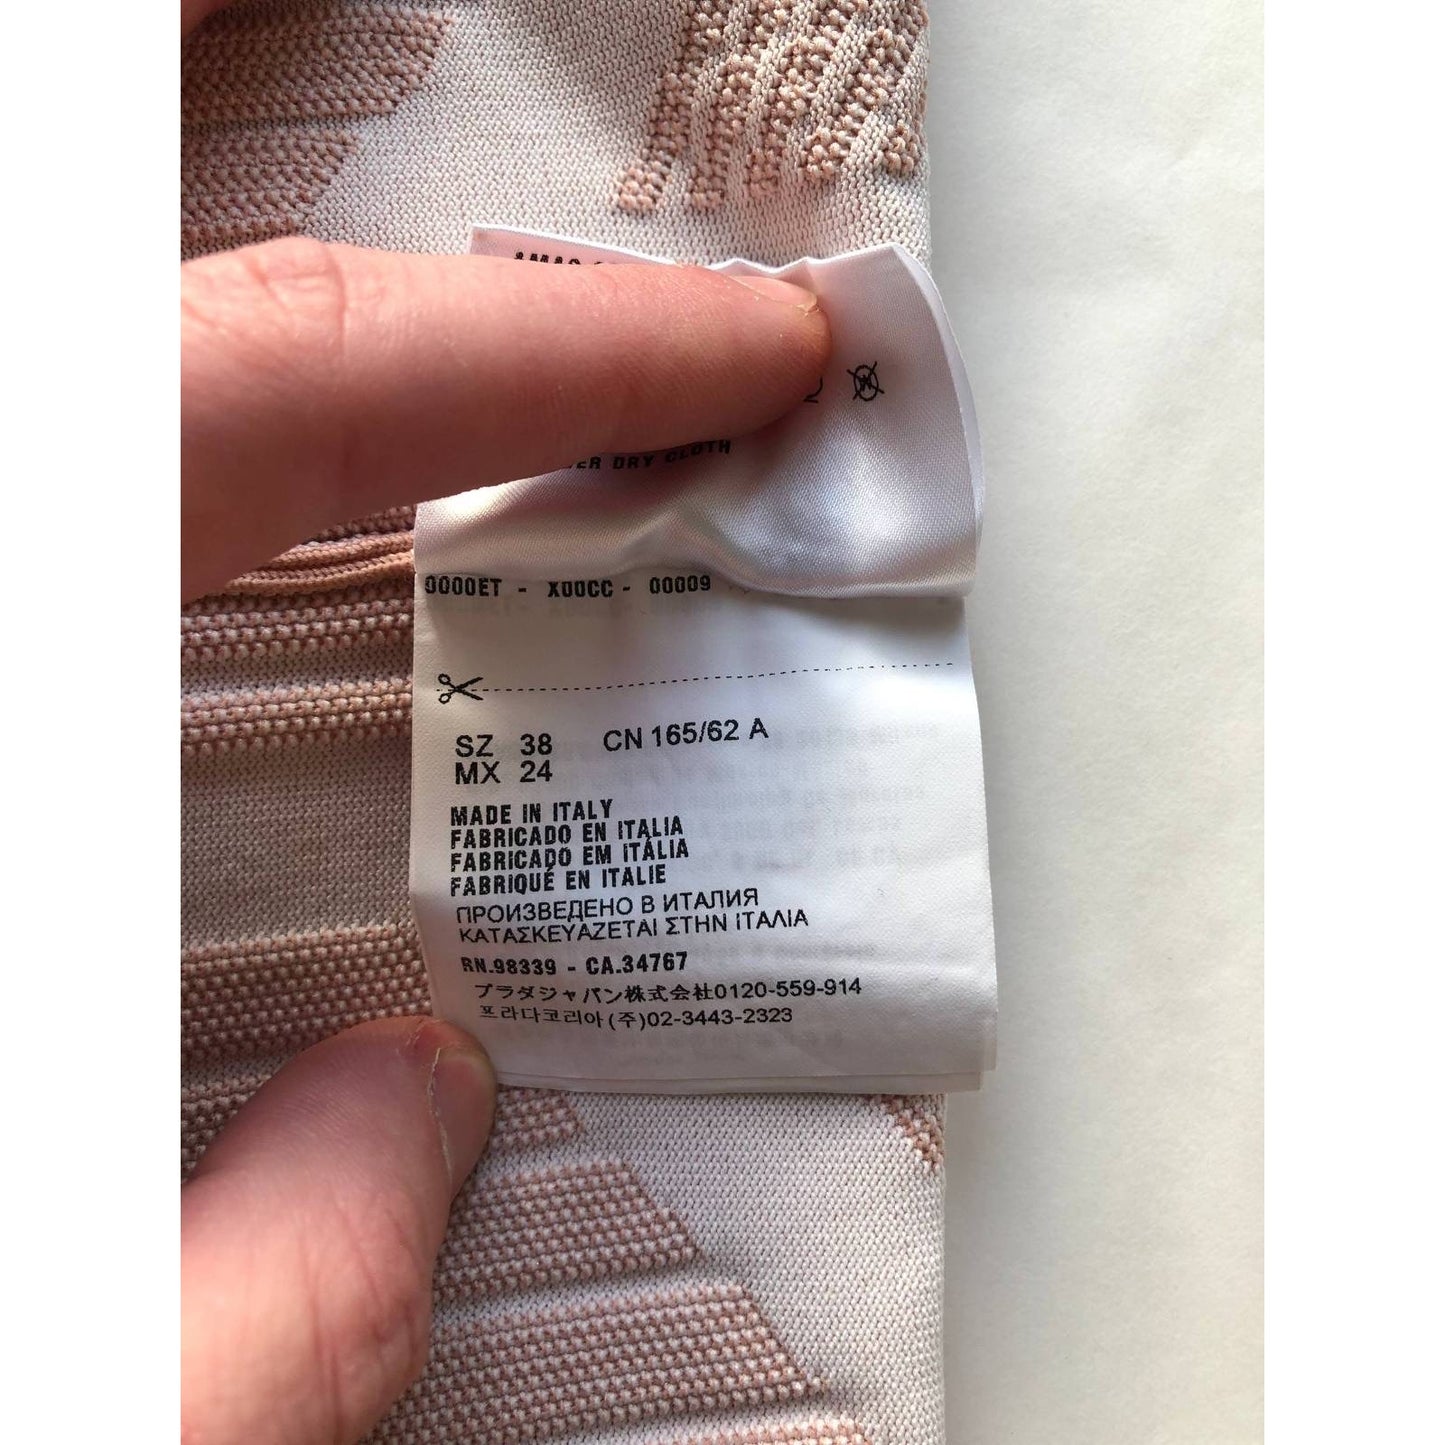 DRY CLOTH
0000ET - X00CC - 00009
SZ 38 CN 165/62 A
MX 24
MADE IN ITALY
FABRICADO EN ITALIA
FABRICADO EM ITÁLIA
FABRIQUÉ EN ITALIE
ПРОИЗВЕДЕНО В ИТАЛИЯ
ΚΑΤΑΣΚΕΥΑΖΕΤΑΙ ΣΤΗΝ ΙΤΑΛΙΑ
RN.98339 - CA.34767
プラダジャパン株式会社0120-559-914
프라다코리아(주)02-3443-2323